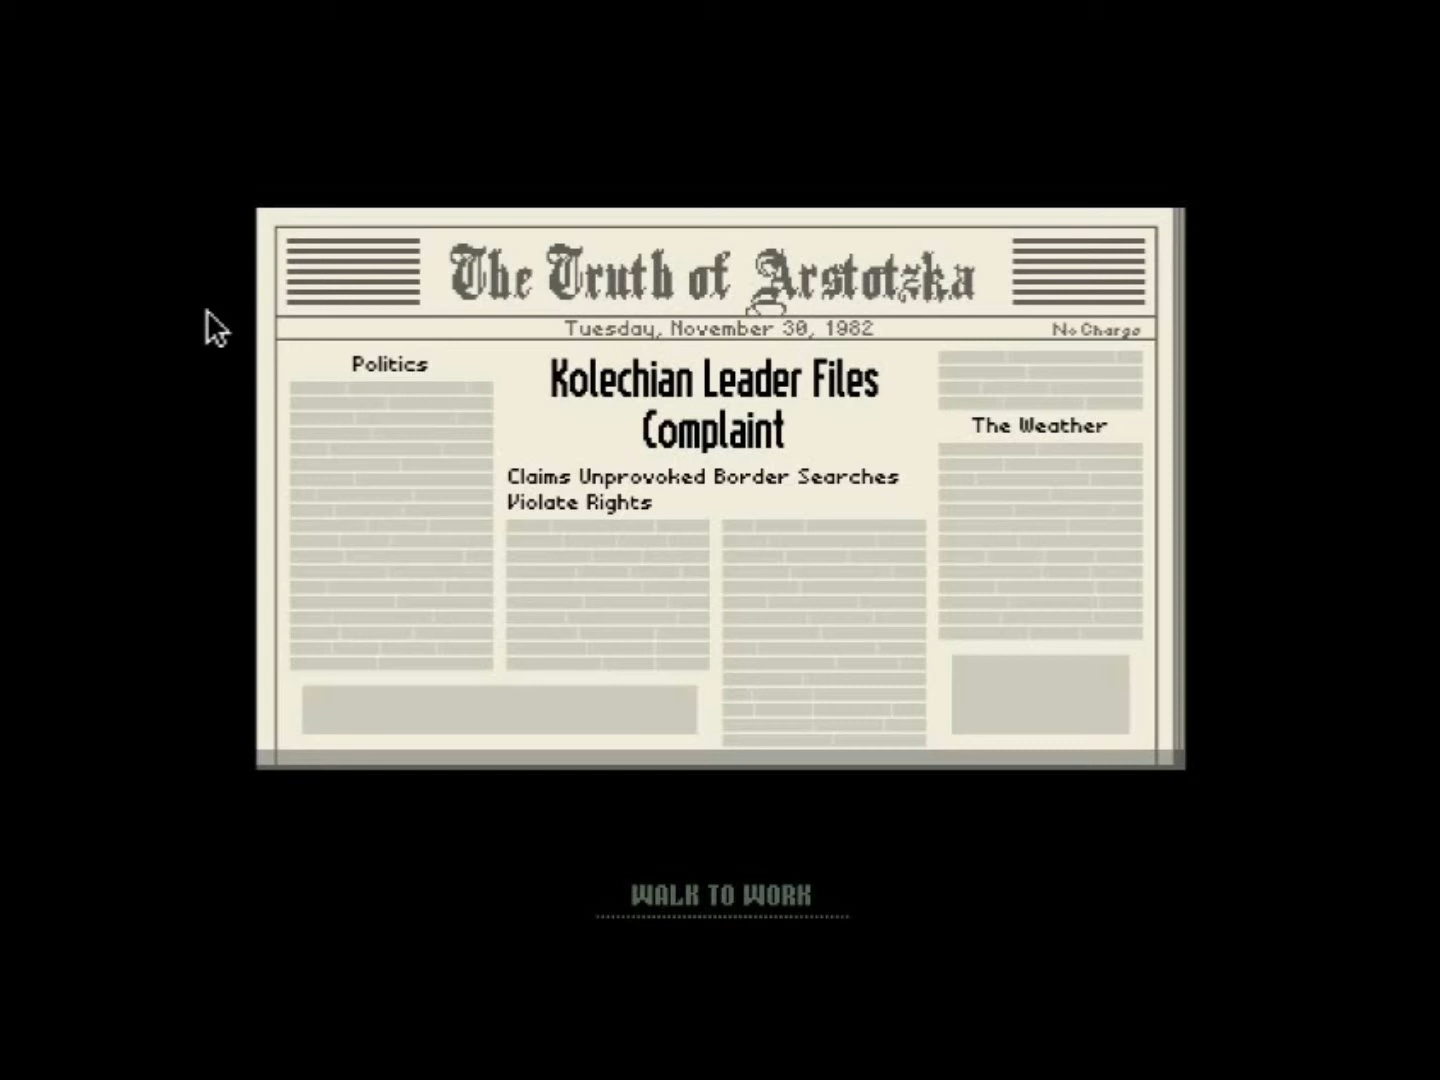 The Truth of Arstotzka
Tuesday, November 30, 1982
No Charge
Politics
Kolechian Leader Files
Complaint
Claims Unprovoked Border Searches
Violate Rights
The Weather
WALK TO WORK